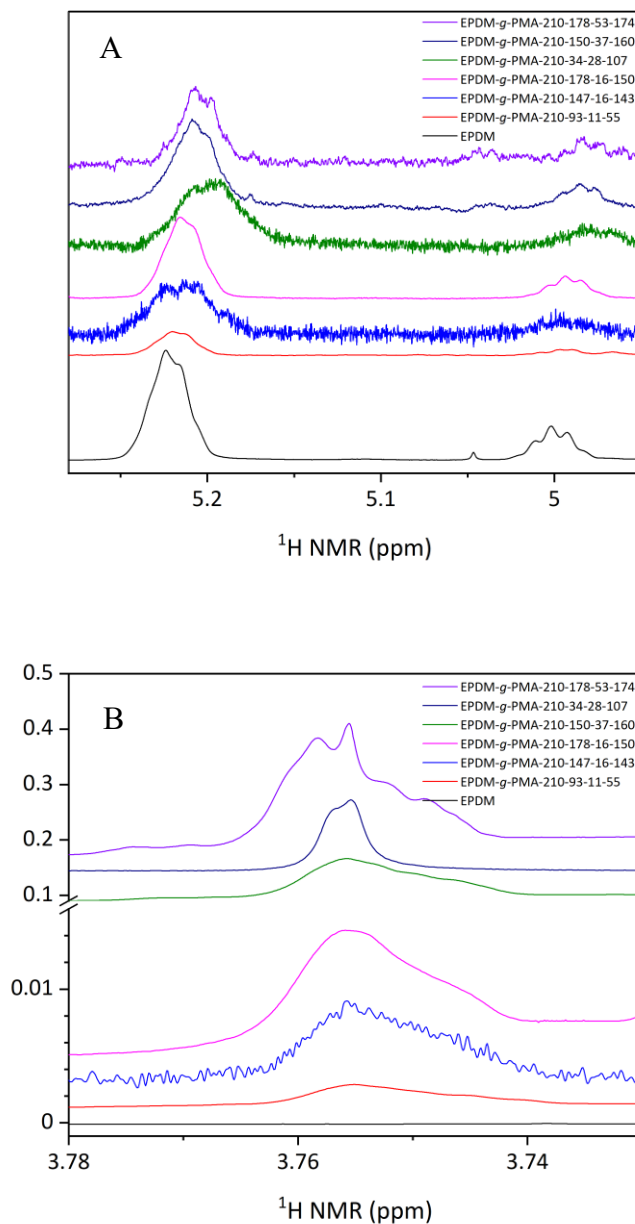 A
EPDM-g-PMA-210-178-53-174
EPDM-g-PMA-210-150-37-160
EPDM-g-PMA-210-34-28-107
EPDM-g-PMA-210-178-16-150
EPDM-g-PMA-210-147-16-143
EPDM-g-PMA-210-93-11-55
EPDM
5.2
5.1
5
¹H NMR (ppm)
B
EPDM-g-PMA-210-178-53-174
EPDM-g-PMA-210-34-28-107
EPDM-g-PMA-210-150-37-160
EPDM-g-PMA-210-178-16-150
EPDM-g-PMA-210-147-16-143
EPDM-g-PMA-210-93-11-55
EPDM
0.5
0.4
0.3
0.2
0.1
0.01
0
3.78
3.76
3.74
¹H NMR (ppm)